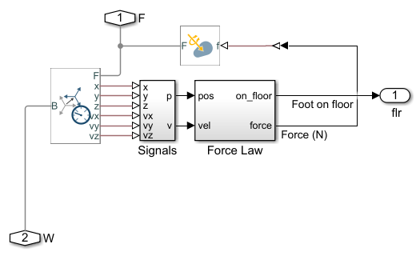 1 F
F f
F
B
x x
y y p pos on_floor
z z
Foot on floor 1
vx vx
vy vy v vel force flr
vz vz
Signals Force Law Force (N)
2 W